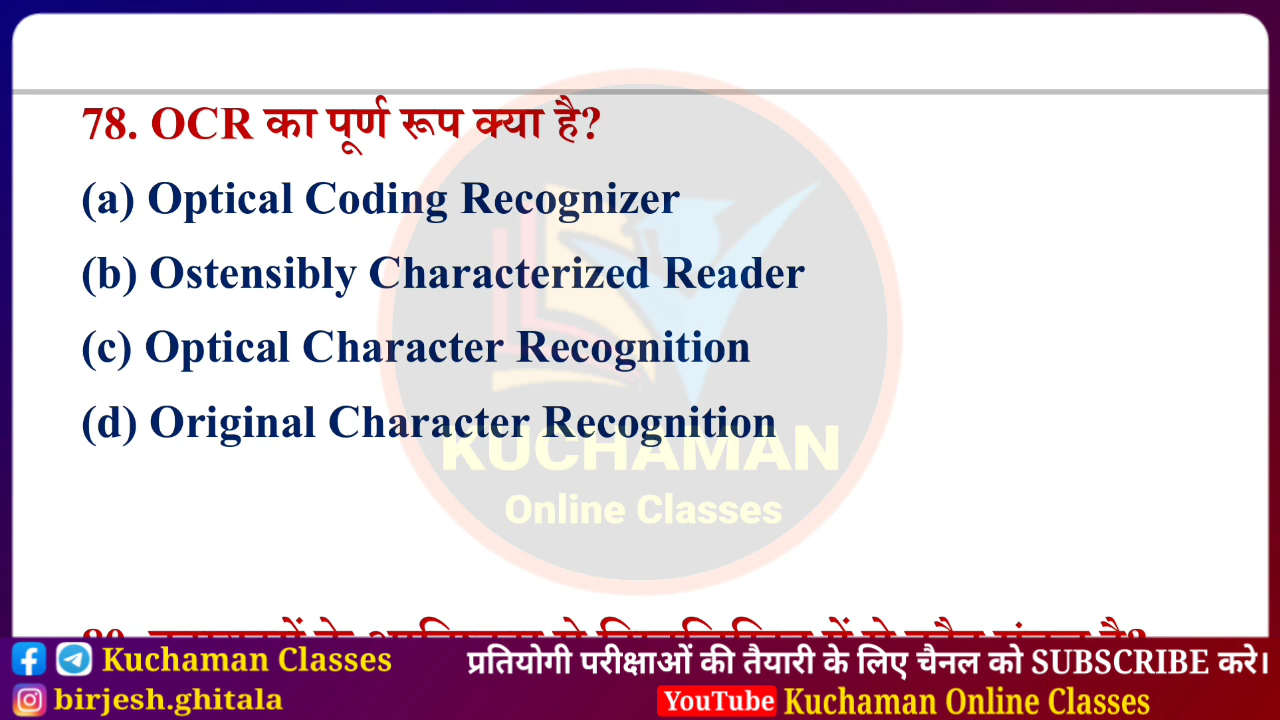 78. OCR का पूर्ण रूप क्या है?
(a) Optical Coding Recognizer
(b) Ostensibly Characterized Reader
(c) Optical Character Recognition
(d) Original Character Recognition
KUCHAMAN
Online Classes
Kuchaman Classes
प्रतियोगी परीक्षाओं की तैयारी के लिए चैनल को SUBSCRIBE करे।
birjesh.ghitala
YouTube Kuchaman Online Classes